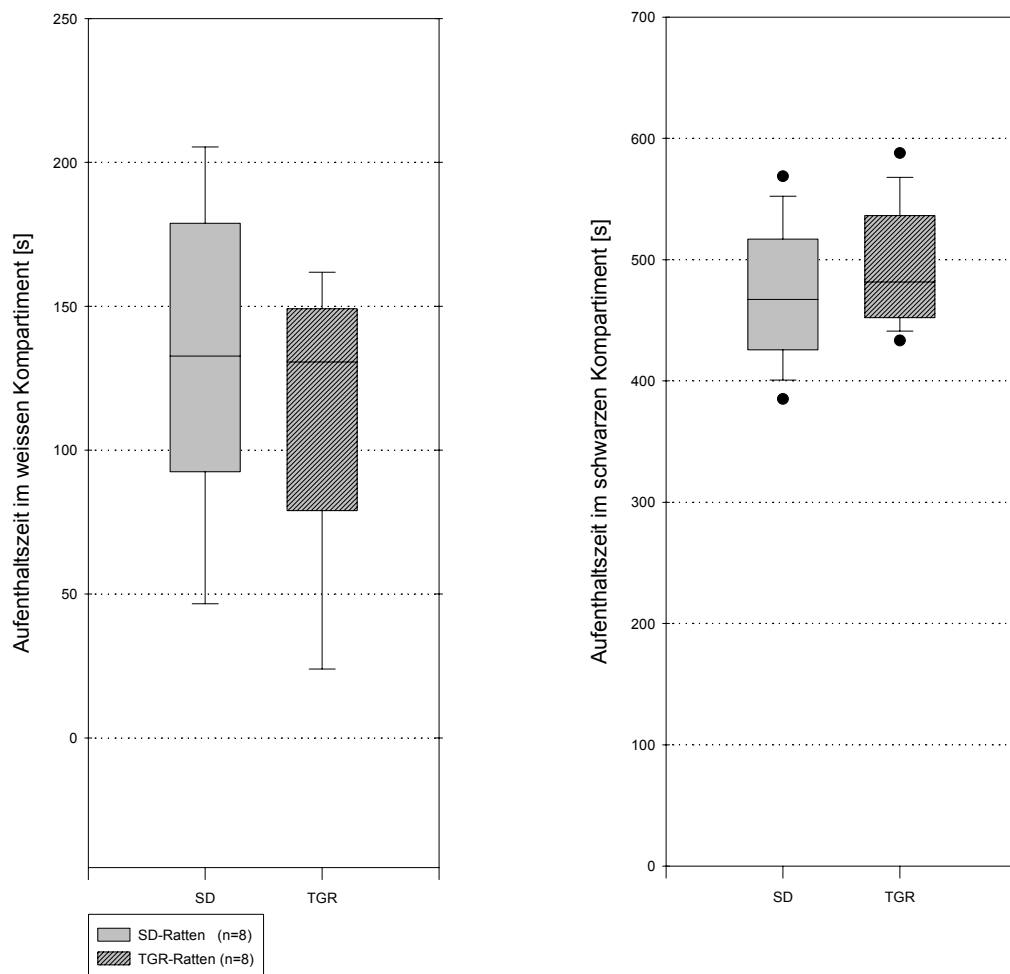 Aufenthaltszeit im weissen Kompartiment [s]
250
200
150
100
50
0
SD
TGR
SD-Ratten (n=8)
TGR-Ratten (n=8)
Aufenthaltszeit im schwarzen Kompartiment [s]
700
600
500
400
300
200
100
0
SD
TGR